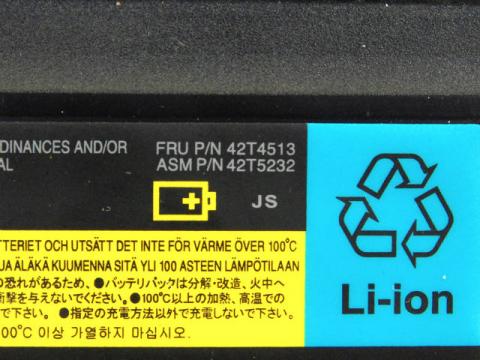 RDINANCES AND/OR
AL
FRU P/N 42T4513
ASM P/N 42T5232
JS
TTERIET OCH UTSÄTT DET INTE FÖR VÄRME ÖVER 100°C
JA ÄLÄKÄ KUUMENNA SITÄ YLI 100 ASTEEN LÄMPÖTILAAN
の恐れがあるため、●バッテリパックは分解・改造、火中へ
衝撃を与えないでください。●100°C以上の加熱、高温での
で下さい。●指定の充電方法以外で充電しないで下さい。
00°C 이상 가열하지 마십시오.
Li-ion